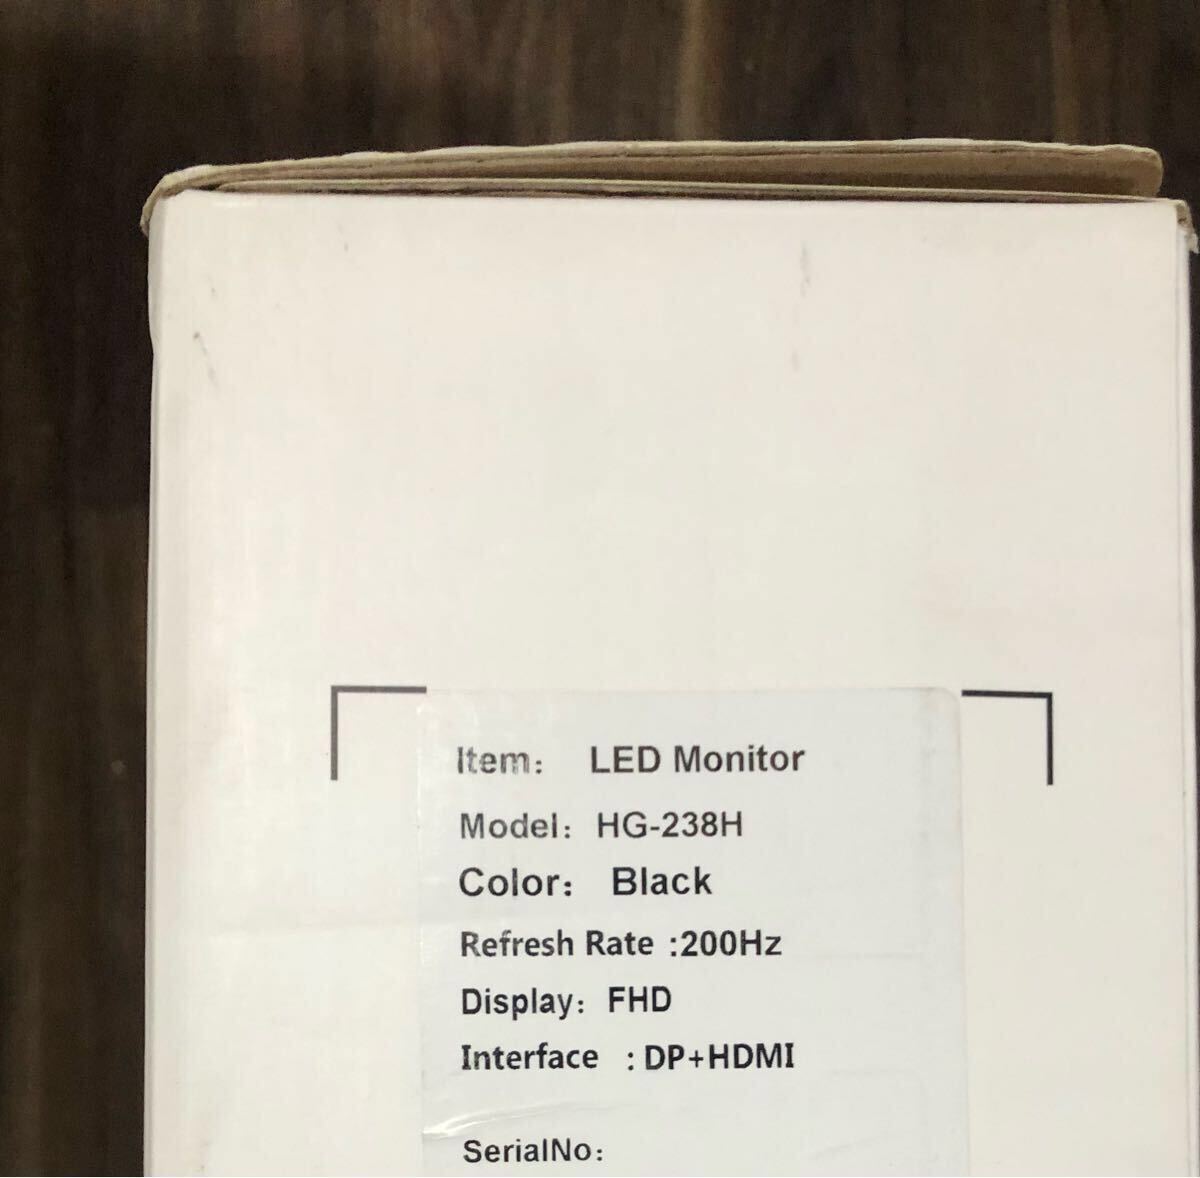 Item: LED Monitor
Model: HG-238H
Color: Black
Refresh Rate :200Hz
Display: FHD
Interface :DP+HDMI
SerialNo: